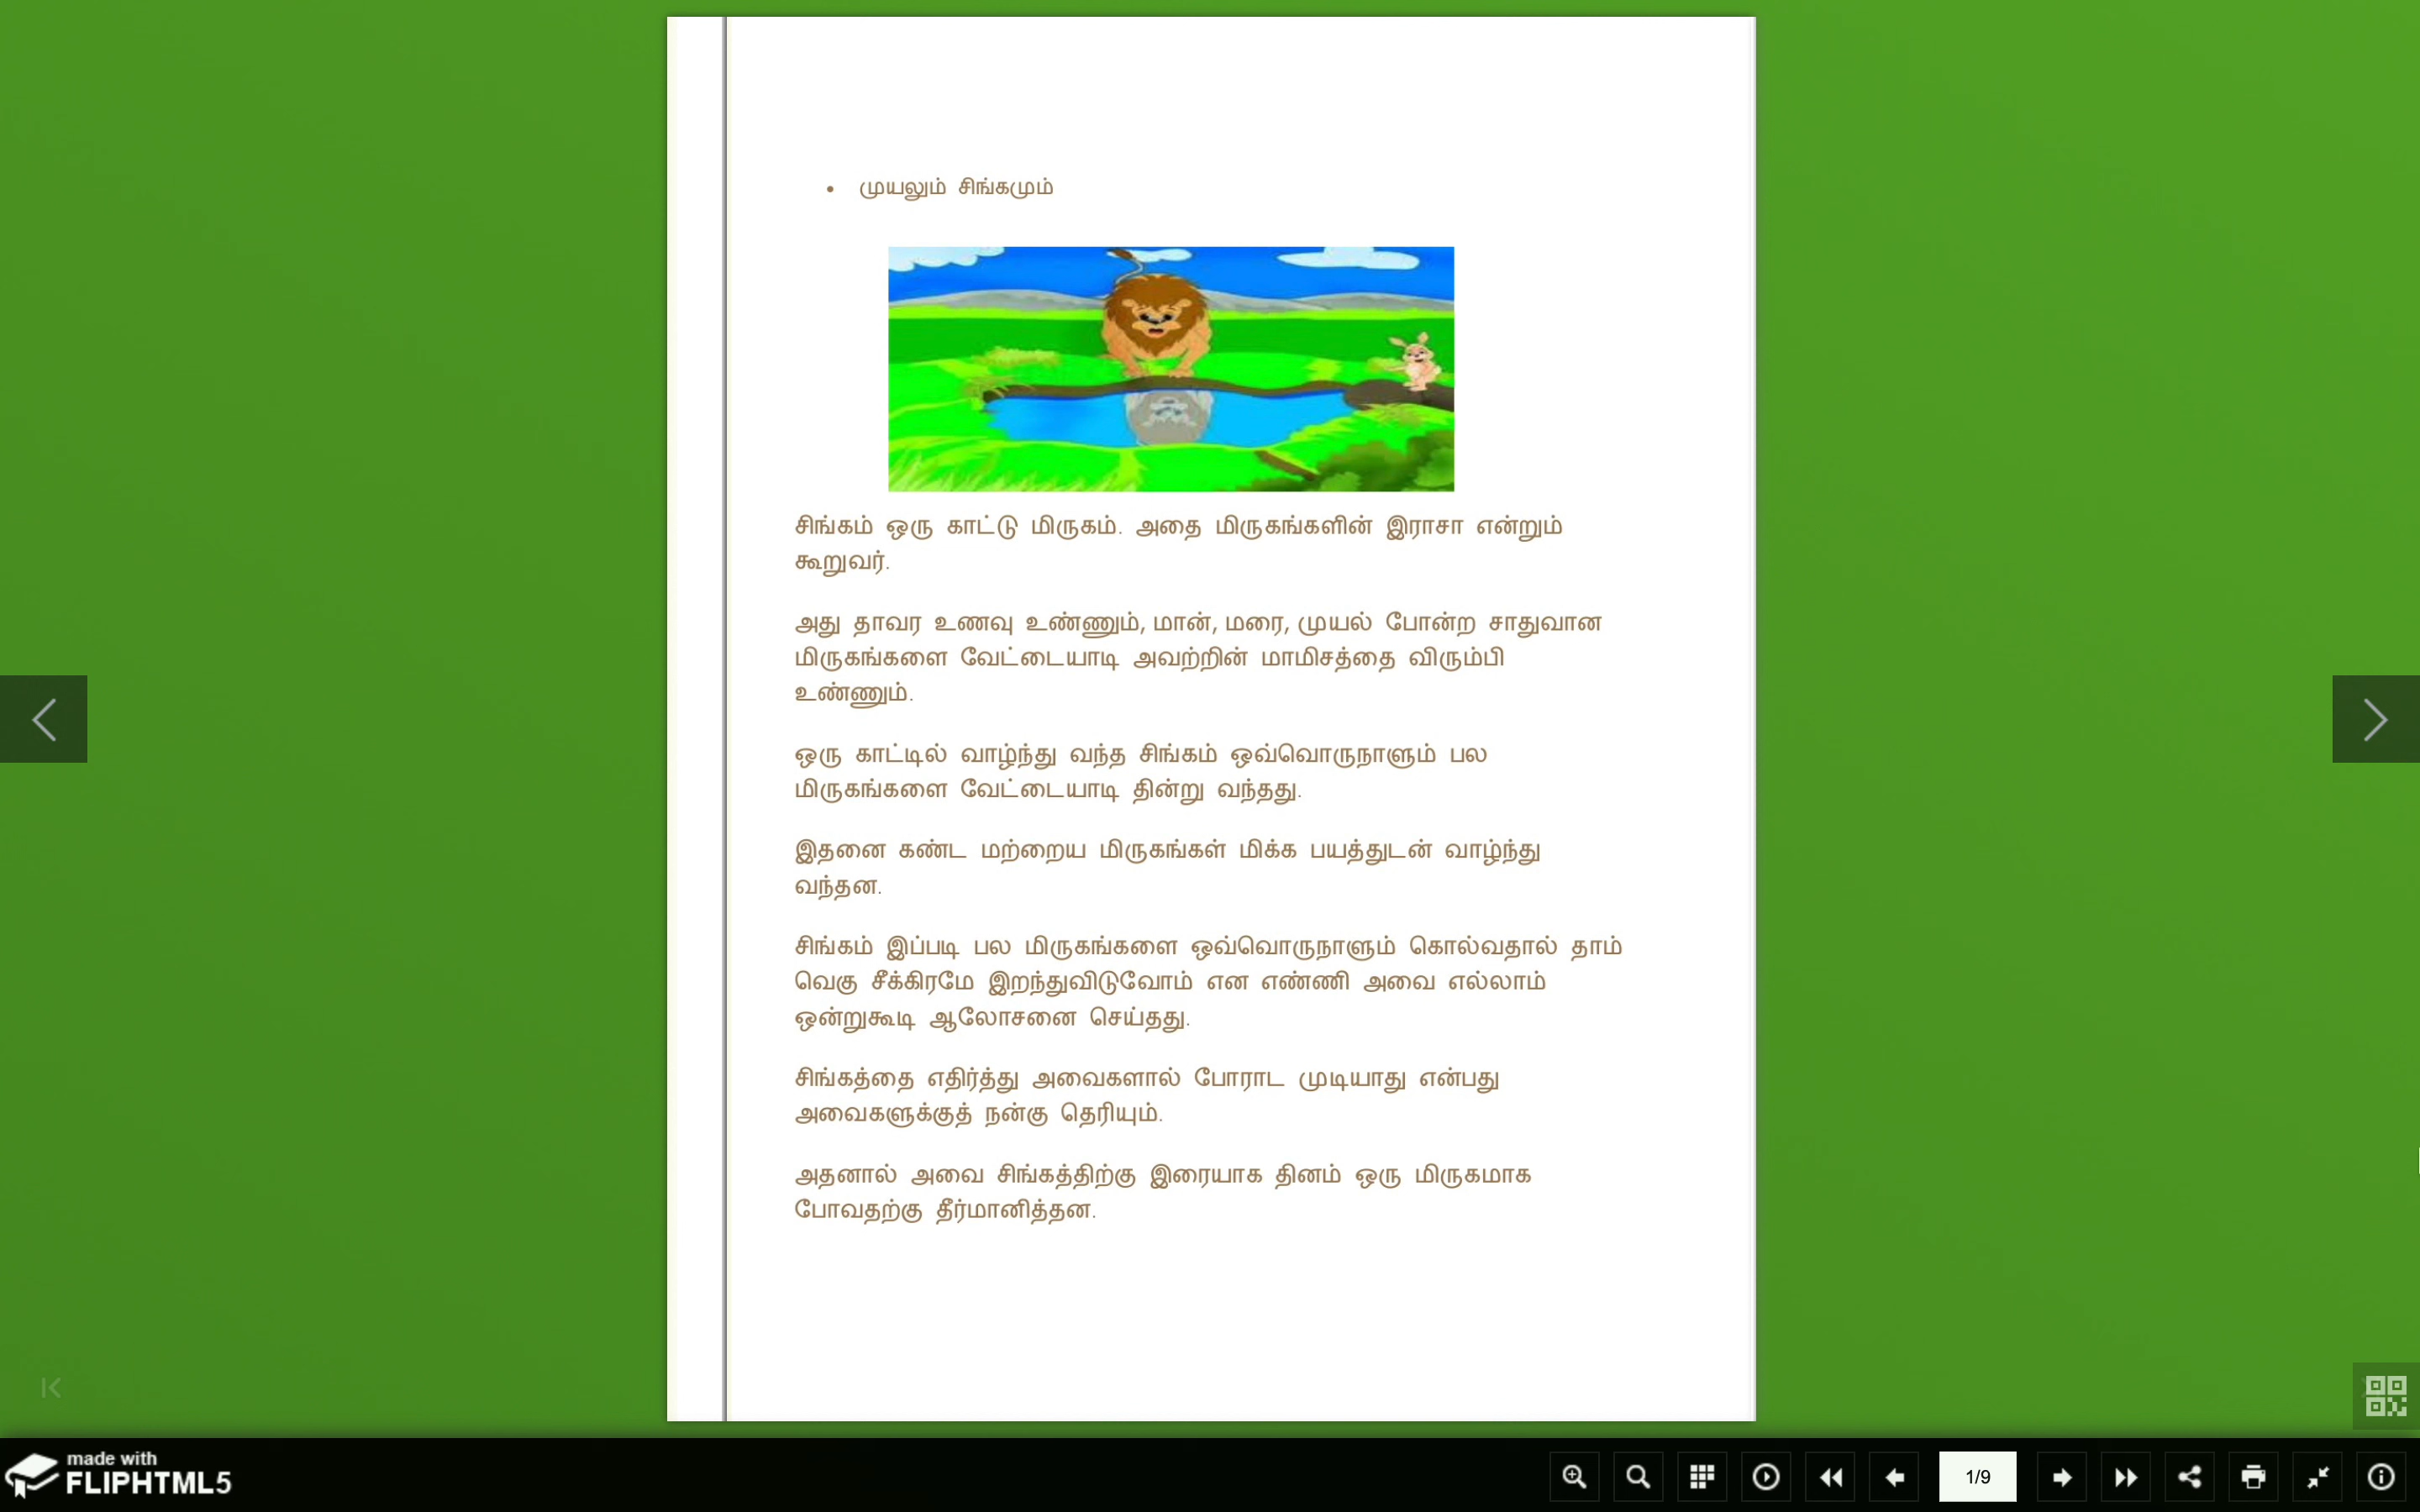 • முயலும் சிங்கமும்
சிங்கம் ஒரு காட்டு மிருகம். அதை மிருகங்களின் இராசா என்றும்
கூறுவர்.
அது தாவர உணவு உண்ணும், மான், மரை, முயல் போன்ற சாதுவான
மிருகங்களை வேட்டையாடி அவற்றின் மாமிசத்தை விரும்பி
உண்ணும்.
ஒரு காட்டில் வாழ்ந்து வந்த சிங்கம் ஒவ்வொருநாளும் பல
மிருகங்களை வேட்டையாடி தின்று வந்தது.
இதனை கண்ட மற்றைய மிருகங்கள் மிக்க பயத்துடன் வாழ்ந்து
வந்தன.
சிங்கம் இப்படி பல மிருகங்களை ஒவ்வொருநாளும் கொல்வதால் தாம்
வெகு சீக்கிரமே இறந்துவிடுவோம் என எண்ணி அவை எல்லாம்
ஒன்றுகூடி ஆலோசனை செய்தது.
சிங்கத்தை எதிர்த்து அவைகளால் போராட முடியாது என்பது
அவைகளுக்குத் நன்கு தெரியும்.
அதனால் அவை சிங்கத்திற்கு இரையாக தினம் ஒரு மிருகமாக
போவதற்கு தீர்மானித்தன.
made with
FLIPHTML5
1/9